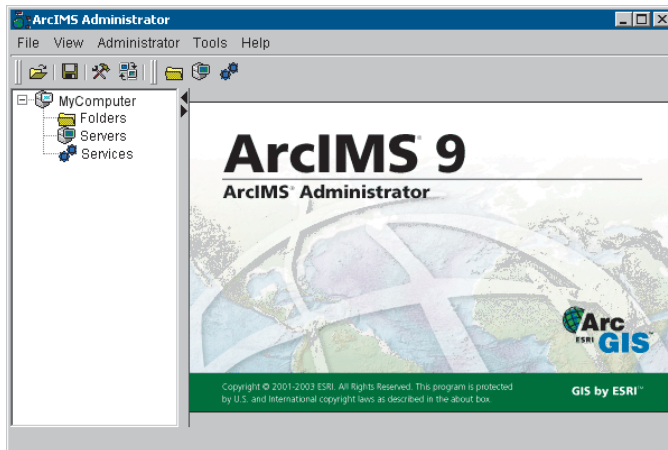 ArcIMS Administrator
File View Administrator Tools Help
MyComputer
Folders
Servers
Services
ArcIMS® 9
ArcIMS® Administrator
Arc
ESRI GIS™
Copyright © 2001-2003 ESRI. All Rights Reserved. This program is protected
by U.S. and International copyright laws as described in the about box.
GIS by ESRI™